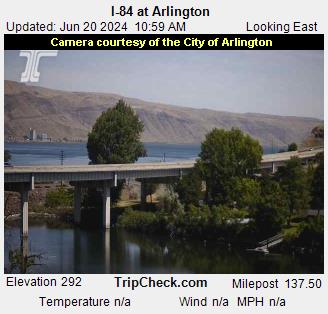 I-84 at Arlington
Updated: Jun 20 2024 10:59 AM Looking East
Camera courtesy of the City of Arlington
Elevation 292 TripCheck.com Milepost 137.50
Temperature n/a Wind n/a MPH n/a